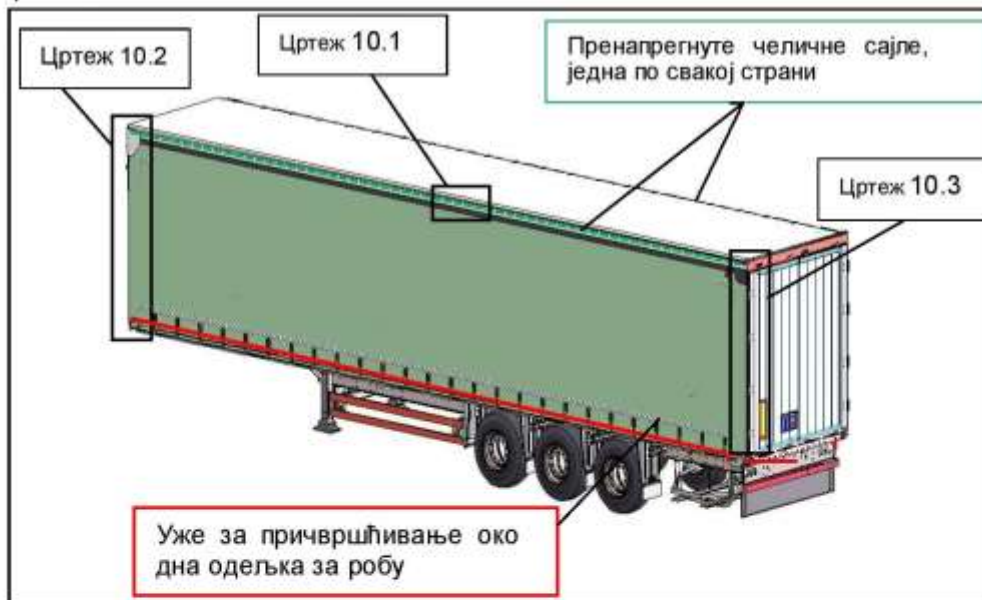 Цртеж 10.2
Цртеж 10.1
Пренапрегнуте челичне сајле,
једна по свакој страни
Цртеж 10.3
Уже за причвршћивање око
дна одељка за робу